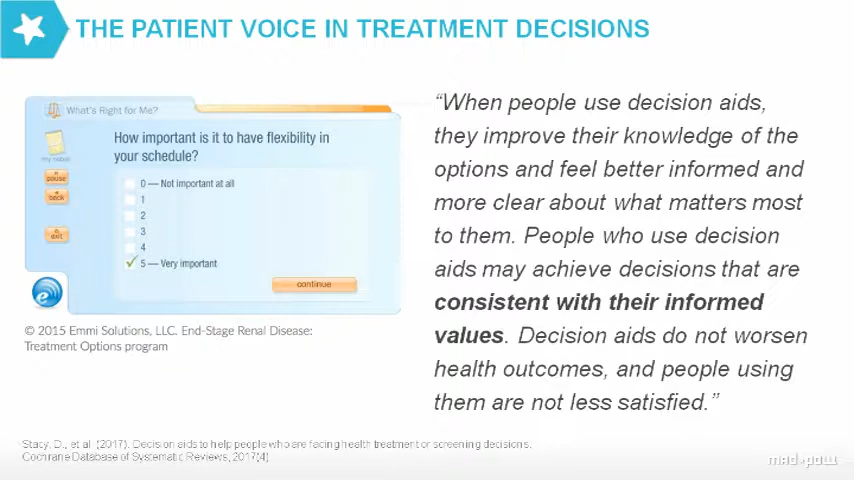 THE PATIENT VOICE IN TREATMENT DECISIONS
What's Right for Me?
my notes
pause
back
exit
How important is it to have flexibility in
your schedule?
0 — Not important at all
1
2
3
4
5 — Very important
continue
© 2015 Emmi Solutions, LLC. End-Stage Renal Disease:
Treatment Options program
“When people use decision aids,
they improve their knowledge of the
options and feel better informed and
more clear about what matters most
to them. People who use decision
aids may achieve decisions that are
consistent with their informed
values. Decision aids do not worsen
health outcomes, and people using
them are not less satisfied.”
Stacy, D., et al. (2017). Decision aids to help people who are facing health treatment or screening decisions.
Cochrane Database of Systematic Reviews, 2017(4).
mad*pow